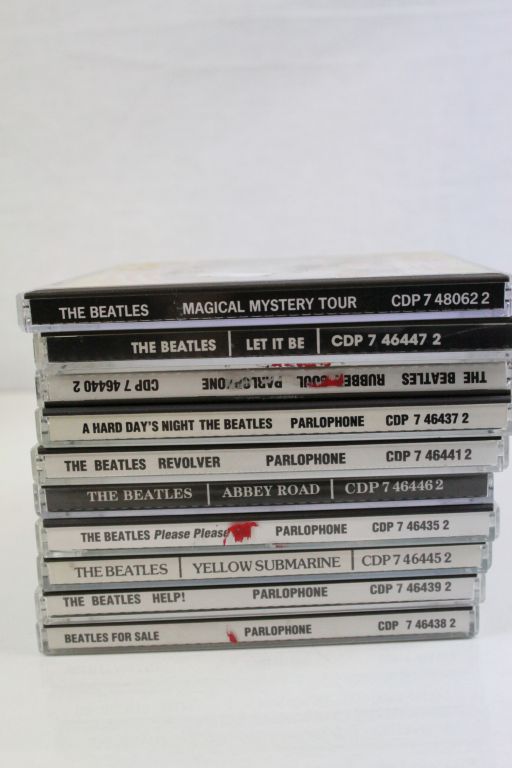 THE BEATLES MAGICAL MYSTERY TOUR CDP 7 48062 2
THE BEATLES LET IT BE CDP 7 46447 2
THE BEATLES RUBBER SOUL PARLOPHONE CDP 7 46440 2
A HARD DAY'S NIGHT THE BEATLES PARLOPHONE CDP 7 46437 2
THE BEATLES REVOLVER PARLOPHONE CDP 7 46441 2
THE BEATLES ABBEY ROAD CDP 7 46446 2
THE BEATLES Please Please PARLOPHONE CDP 7 46435 2
THE BEATLES YELLOW SUBMARINE CDP 7 46445 2
THE BEATLES HELP! PARLOPHONE CDP 7 46439 2
BEATLES FOR SALE PARLOPHONE CDP 7 46438 2